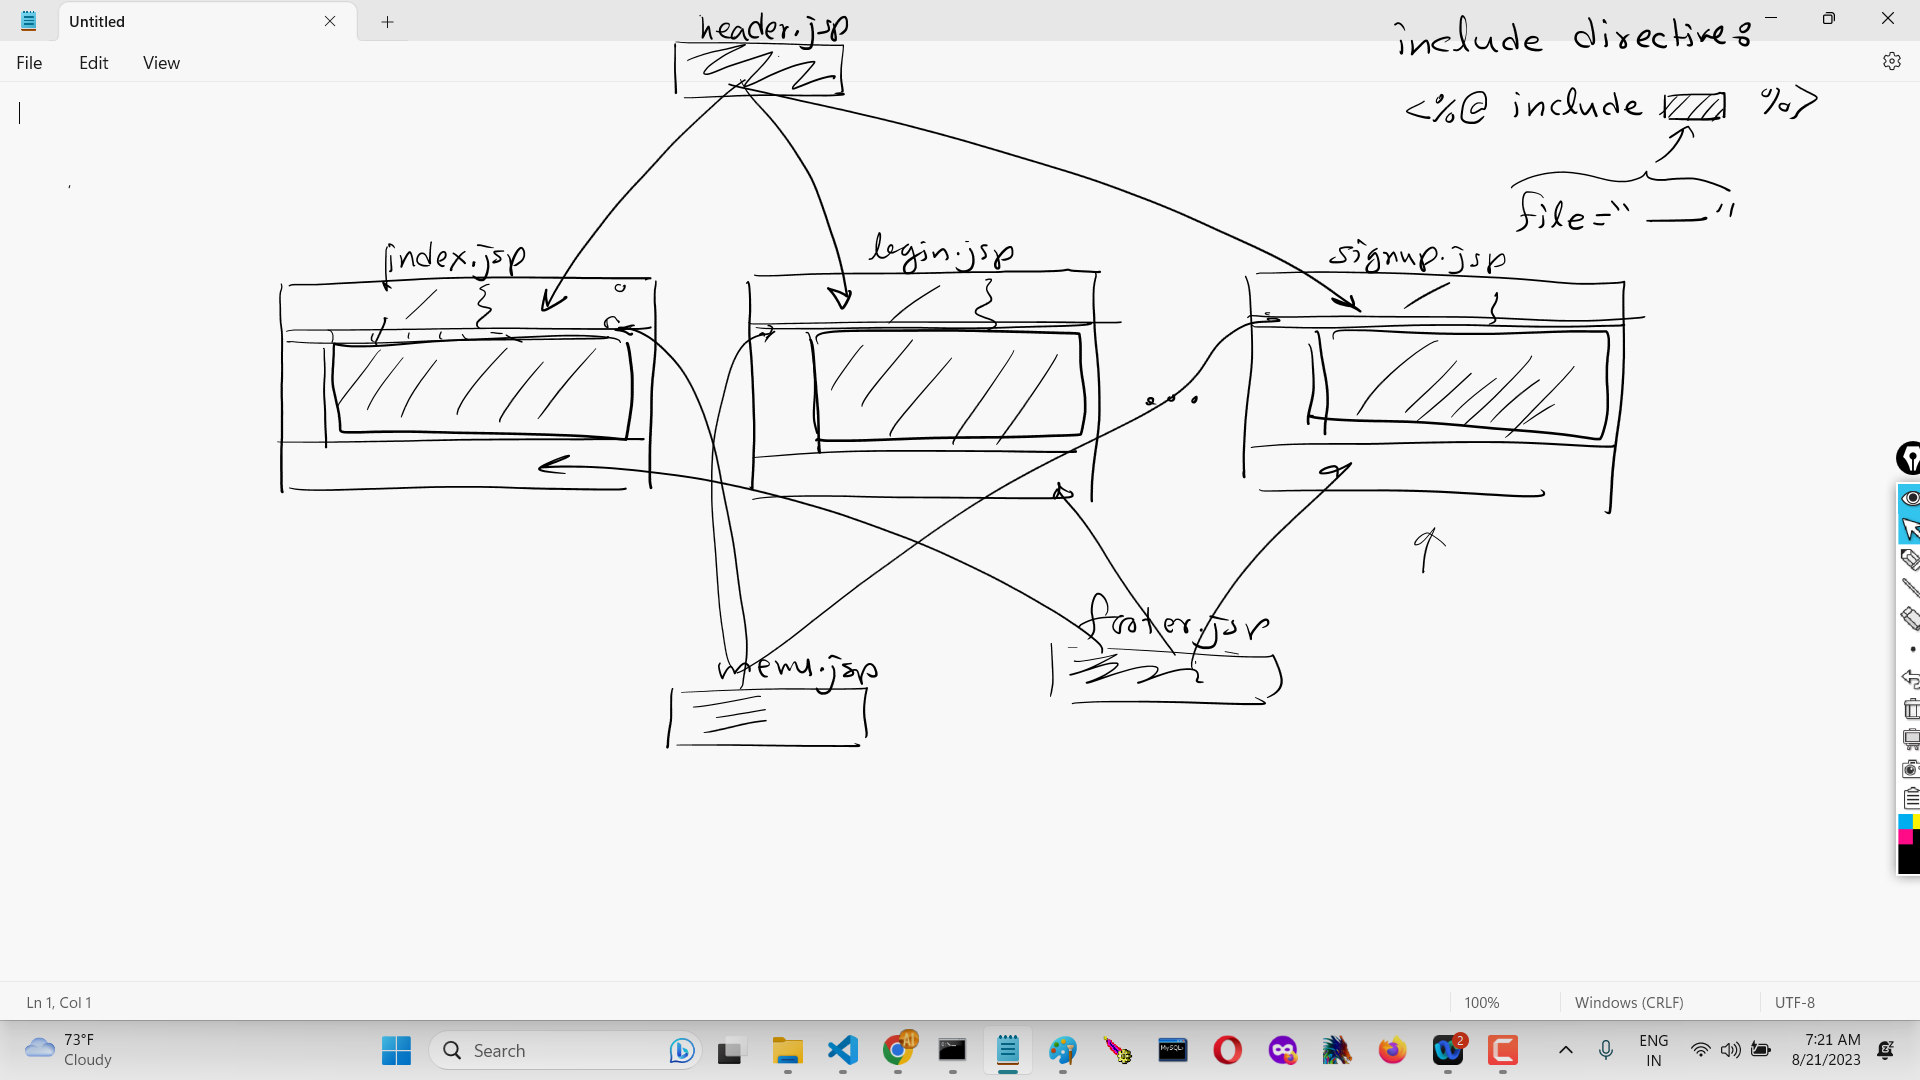 Untitled
File Edit View
header.jsp
include directive:
<%@ include %>
file="——"
index.jsp
login.jsp
signup.jsp
footer.jsp
menu.jsp
Ln 1, Col 1
100%
Windows (CRLF)
UTF-8
73°F
Cloudy
Search
MySQL
2
ENG
IN
7:21 AM
8/21/2023